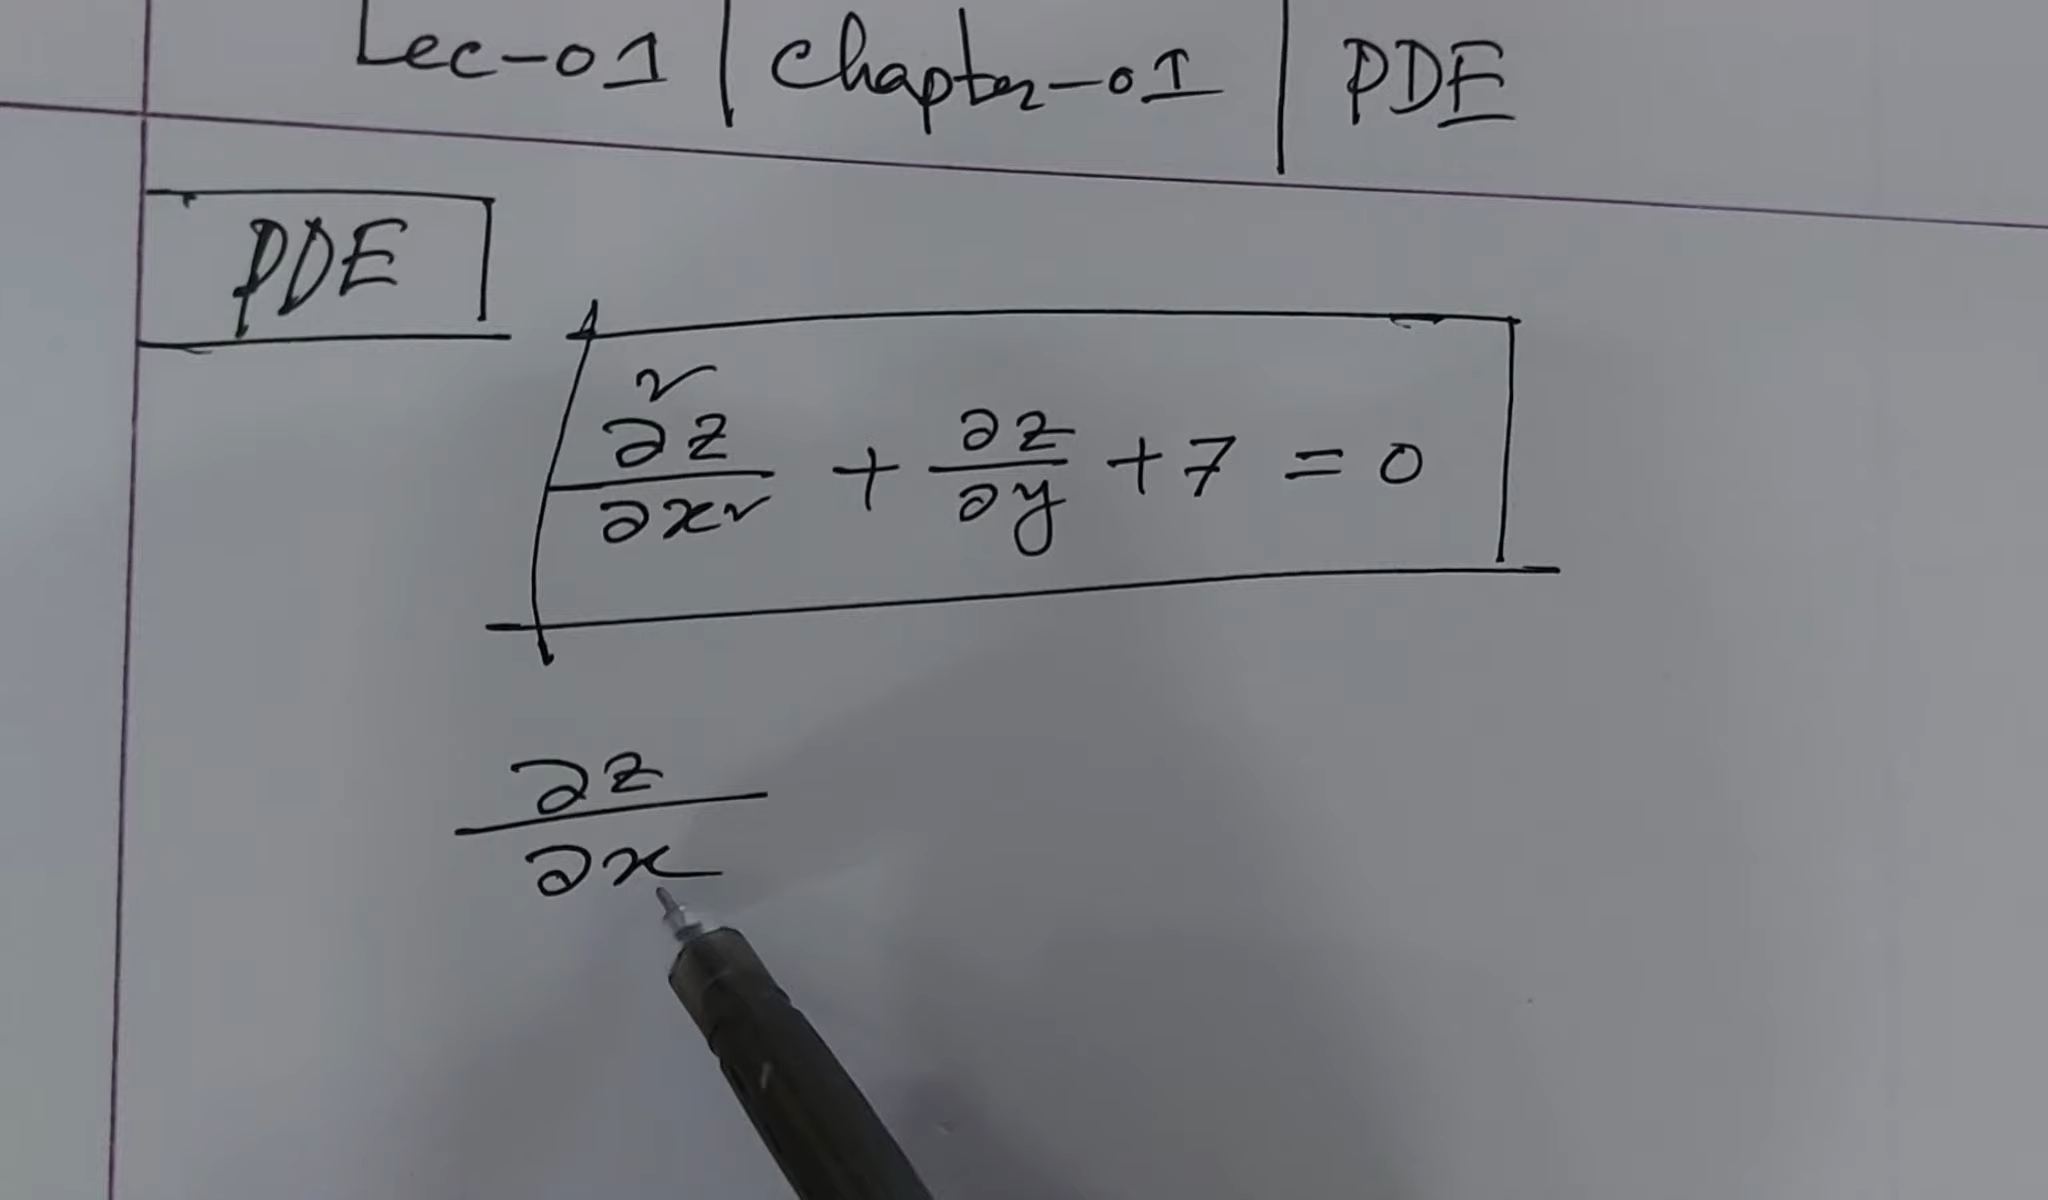 Lec-01 | Chapter-01 | PDE
PDE
∂²z/∂x² + ∂z/∂y + 7 = 0
∂z/∂x